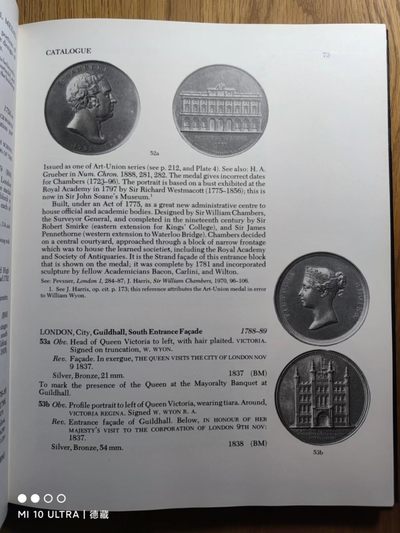 CATALOGUE
73
52a
Issued as one of Art-Union series (see p. 212, and Plate 4). See also: H. A.
Grueber in Num. Chron. 1888, 281, 282. The medal gives incorrect dates
for Chambers (1723–96). The portrait is based on a bust exhibited at the
Royal Academy in 1797 by Sir Richard Westmacott (1775–1856); this is
now in Sir John Soane's Museum.¹
Built, under an Act of 1775, as a great new administrative centre to
house official and academic bodies. Designed by Sir William Chambers,
the Surveyor General, and completed in the nineteenth century by Sir
Robert Smirke (eastern extension for Kings' College), and Sir James
Pennethorne (western extension to Waterloo Bridge). Chambers decided
on a central courtyard, approached through a block of narrow frontage
which was to house the learned societies, including the Royal Academy
and Society of Antiquaries. It is the Strand façade of this entrance block
that is shown on the medal; it was complete by 1781 and incorporated
sculpture by fellow Academicians Bacon, Carlini, and Wilton.
See: Pevsner, London I, 284–87; J. Harris, Sir William Chambers, 1970, 96–106.
1. See J. Harris, op. cit. p. 173; this reference attributes the Art-Union medal in error
to William Wyon.
LONDON, City, Guildhall, South Entrance Façade 1788–89
53a Obv. Head of Queen Victoria to left, with hair plaited. VICTORIA.
Signed on truncation, W. WYON.
Rev. Façade. In exergue, THE QUEEN VISITS THE CITY OF LONDON NOV
9 1837.
Silver, Bronze, 21 mm. 1837 (BM)
To mark the presence of the Queen at the Mayoralty Banquet at
Guildhall.
53b Obv. Profile portrait to left of Queen Victoria, wearing tiara. Around,
VICTORIA REGINA. Signed W. WYON R. A.
Rev. Entrance façade of Guildhall. Below, IN HONOUR OF HER
MAJESTY'S VISIT TO THE CORPORATION OF LONDON 9TH NOV:
1837.
Silver, Bronze, 54 mm. 1838 (BM)
53b
MI 10 ULTRA | 德藏